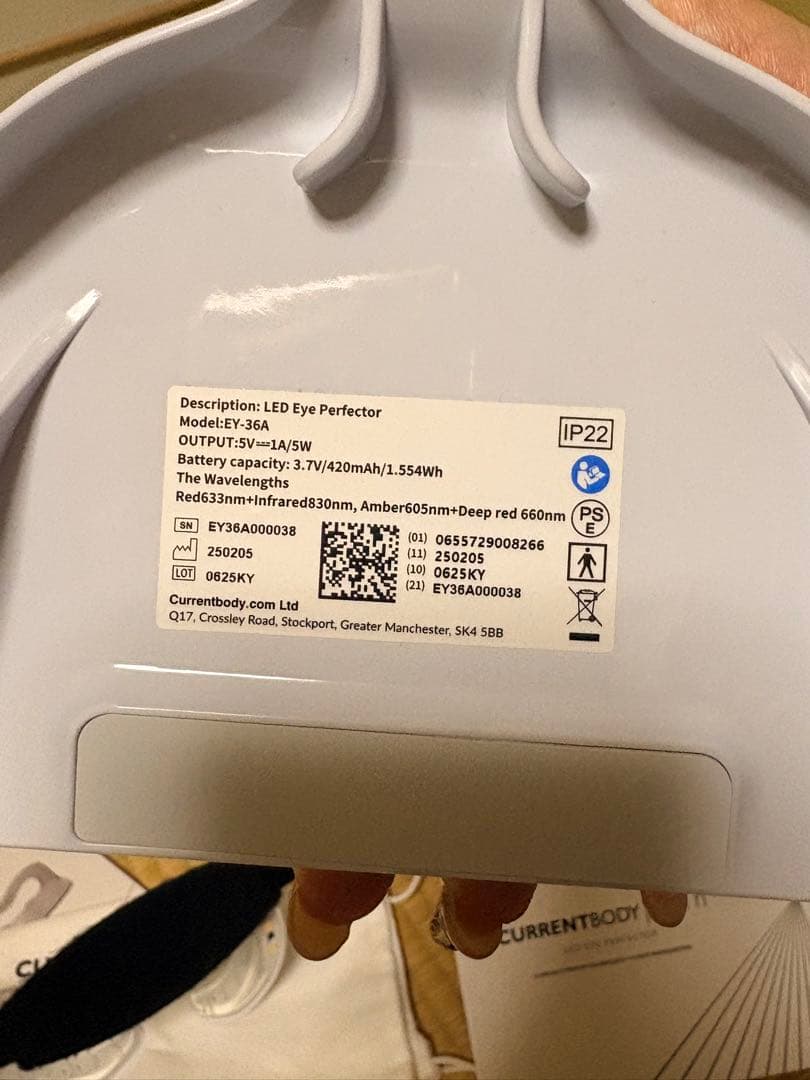 Description: LED Eye Perfector
Model:EY-36A
OUTPUT:5V⎓1A/5W
Battery capacity: 3.7V/420mAh/1.554Wh
The Wavelengths
Red633nm+Infrared830nm, Amber605nm+Deep red 660nm
IP22
PS
E
SN EY36A000038
250205
LOT 0625KY
(01) 0655729008266
(11) 250205
(10) 0625KY
(21) EY36A000038
Currentbody.com Ltd
Q17, Crossley Road, Stockport, Greater Manchester, SK4 5BB
CURRENTBODY